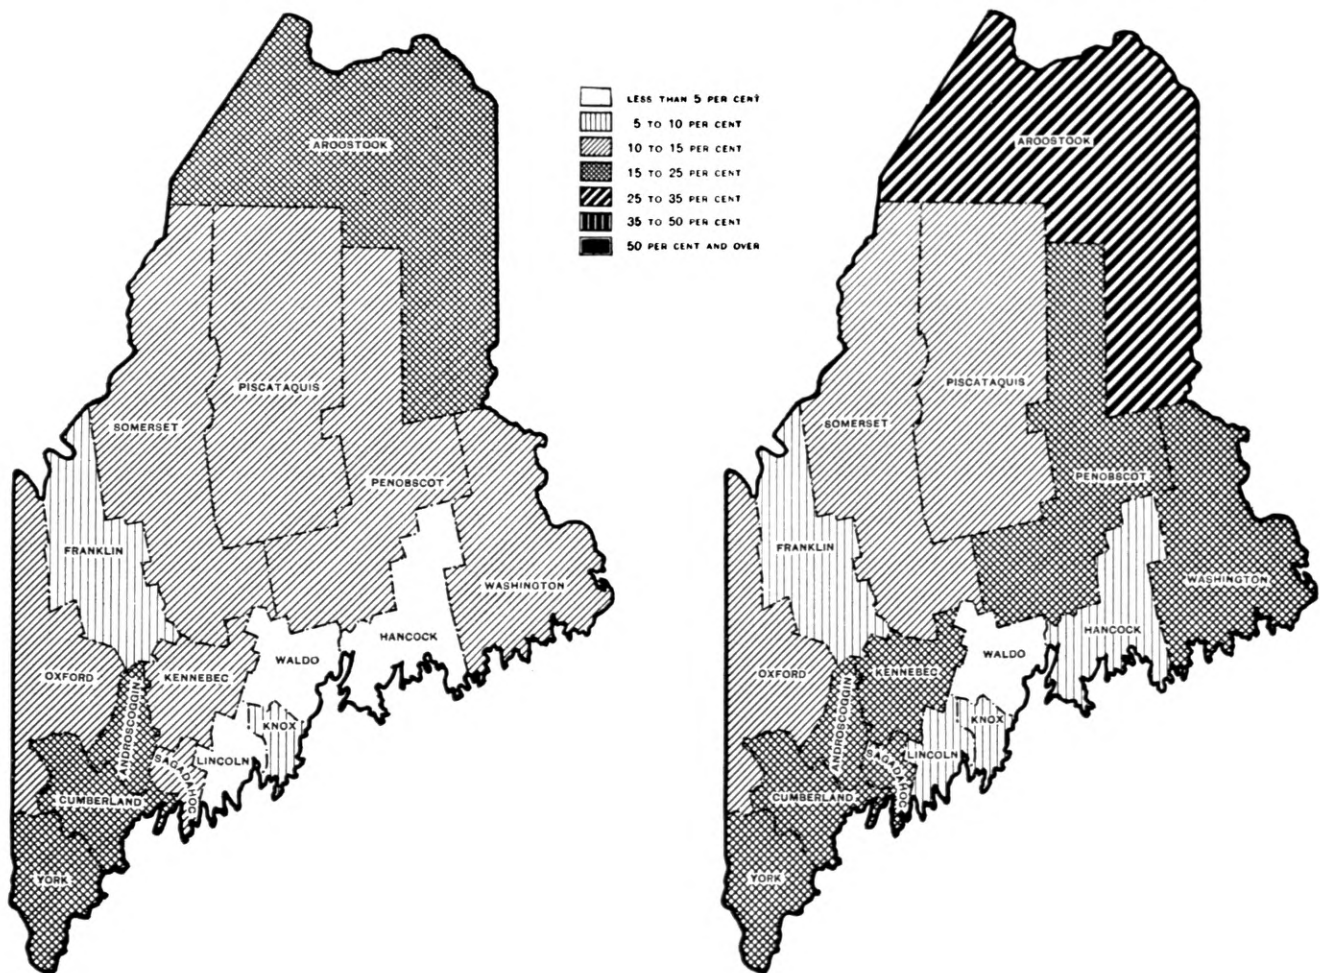 AROOSTOOK
PISCATAQUIS
SOMERSET
PENOBSCOT
FRANKLIN
WASHINGTON
HANCOCK
WALDO
OXFORD
KENNEBEC
ANDROSCOGGIN
KNOX
LINCOLN
SAGADAHOC
CUMBERLAND
YORK
LESS THAN 5 PER CENT
5 TO 10 PER CENT
10 TO 15 PER CENT
15 TO 25 PER CENT
25 TO 35 PER CENT
35 TO 50 PER CENT
50 PER CENT AND OVER
AROOSTOOK
PISCATAQUIS
SOMERSET
PENOBSCOT
FRANKLIN
WASHINGTON
HANCOCK
WALDO
OXFORD
KENNEBEC
ANDROSCOGGIN
KNOX
LINCOLN
SAGADAHOC
CUMBERLAND
YORK